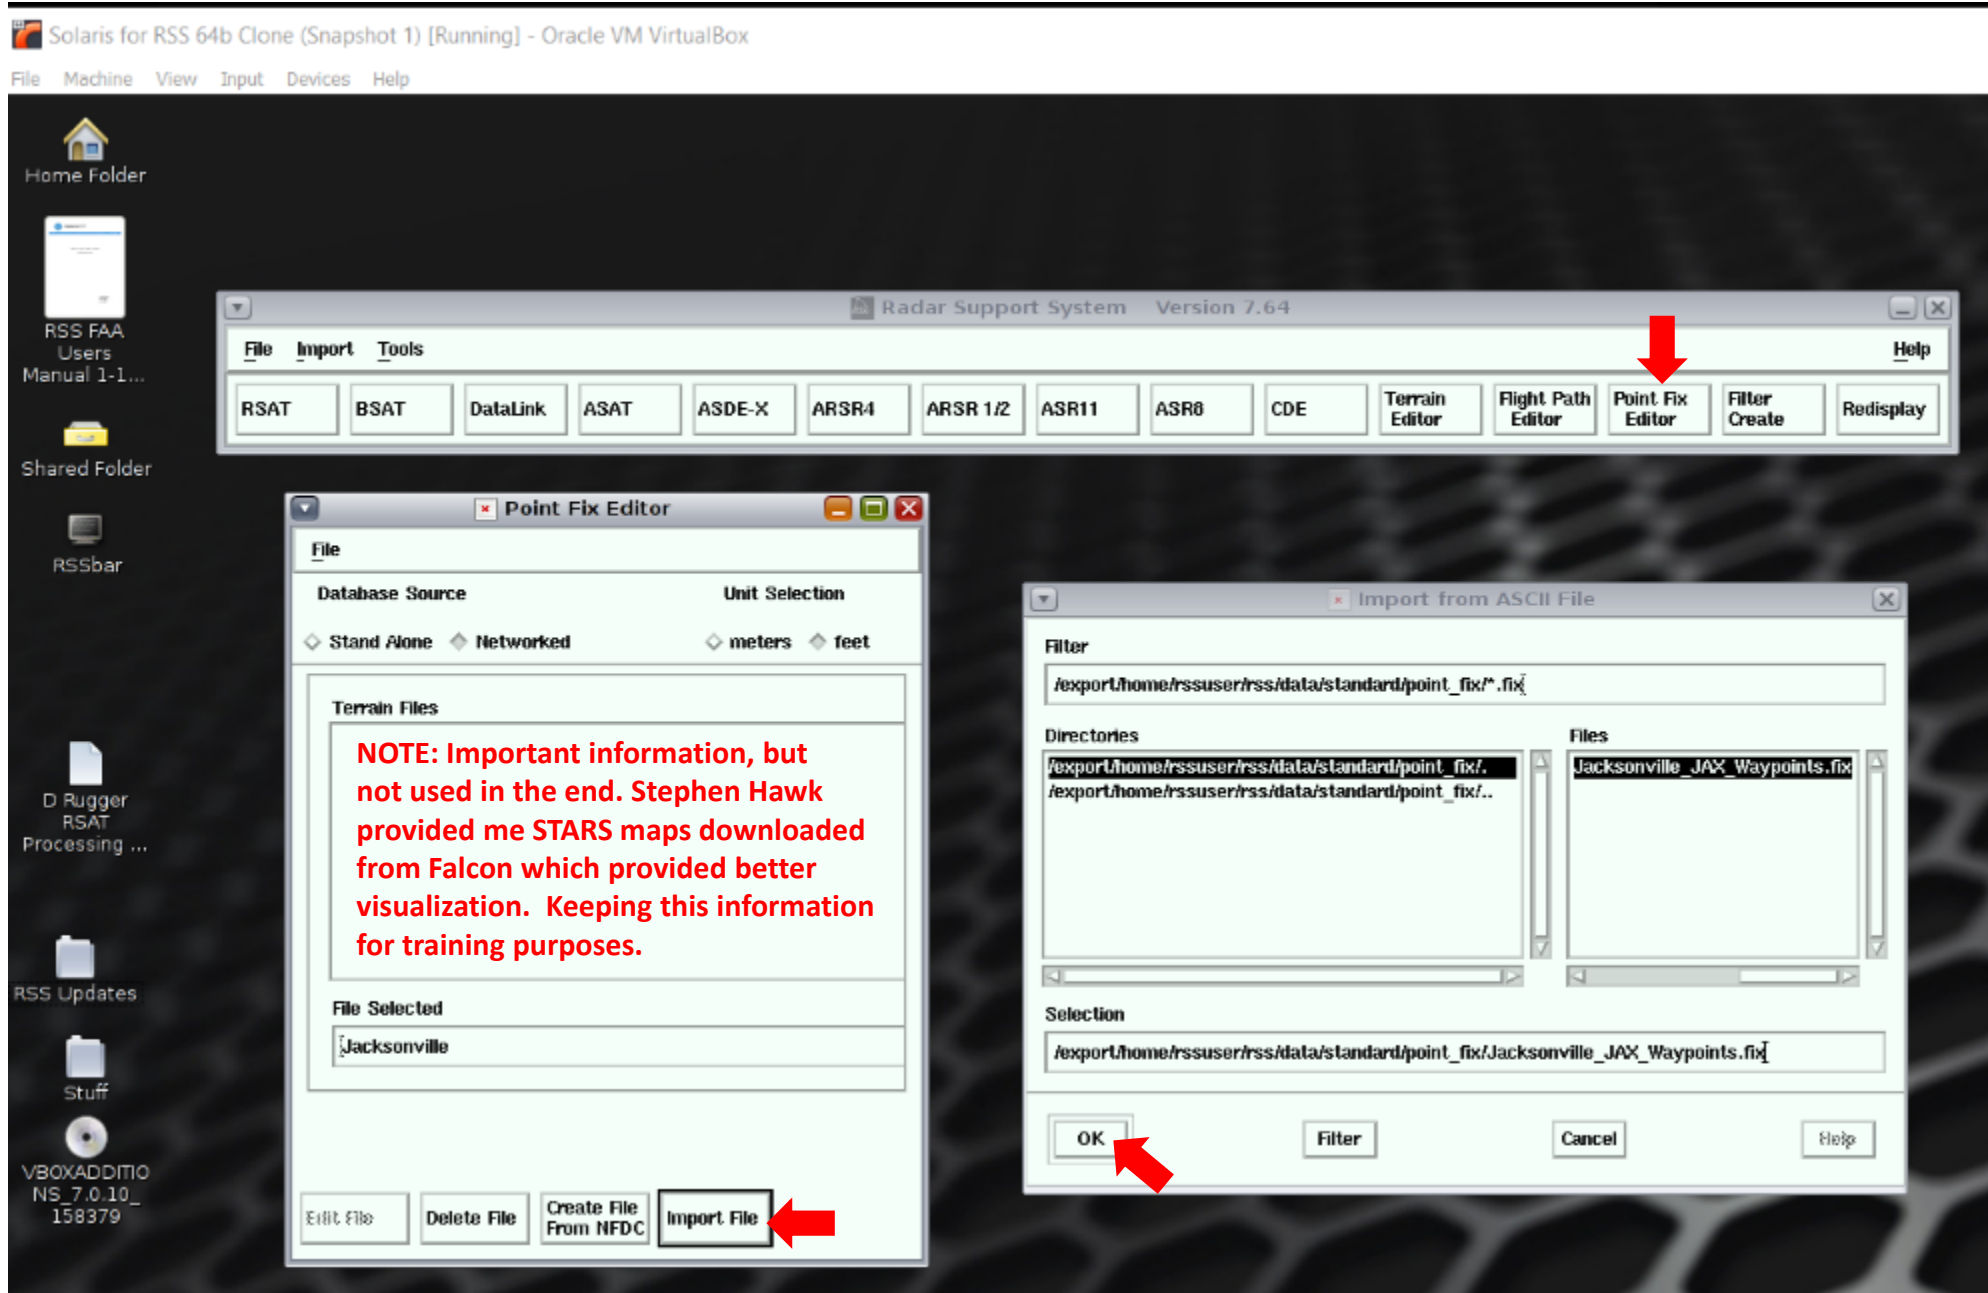 Solaris for RSS 64b Clone (Snapshot 1) [Running] - Oracle VM VirtualBox
File Machine View Input Devices Help
Home Folder
RSS FAA
Users
Manual 1-1...
Shared Folder
RSSbar
D Rugger
RSAT
Processing ...
RSS Updates
Stuff
VBOXADDITIO
NS_7.0.10_
158379
Radar Support System Version 7.64
File Import Tools Help
RSAT BSAT DataLink ASAT ASDE-X ARSR4 ARSR 1/2 ASR11 ASR8 CDE Terrain Editor Flight Path Editor Point Fix Editor Filter Create Redisplay
Point Fix Editor
File
Database Source Unit Selection
Stand Alone Networked meters feet
Terrain Files
NOTE: Important information, but
not used in the end. Stephen Hawk
provided me STARS maps downloaded
from Falcon which provided better
visualization. Keeping this information
for training purposes.
File Selected
Jacksonville
Edit File Delete File Create File From NFDC Import File
Import from ASCII File
Filter
/export/home/rssuser/rss/data/standard/point_fix/*.fix
Directories Files
/export/home/rssuser/rss/data/standard/point_fix/. Jacksonville_JAX_Waypoints.fix
/export/home/rssuser/rss/data/standard/point_fix/..
Selection
/export/home/rssuser/rss/data/standard/point_fix/Jacksonville_JAX_Waypoints.fix
OK Filter Cancel Help